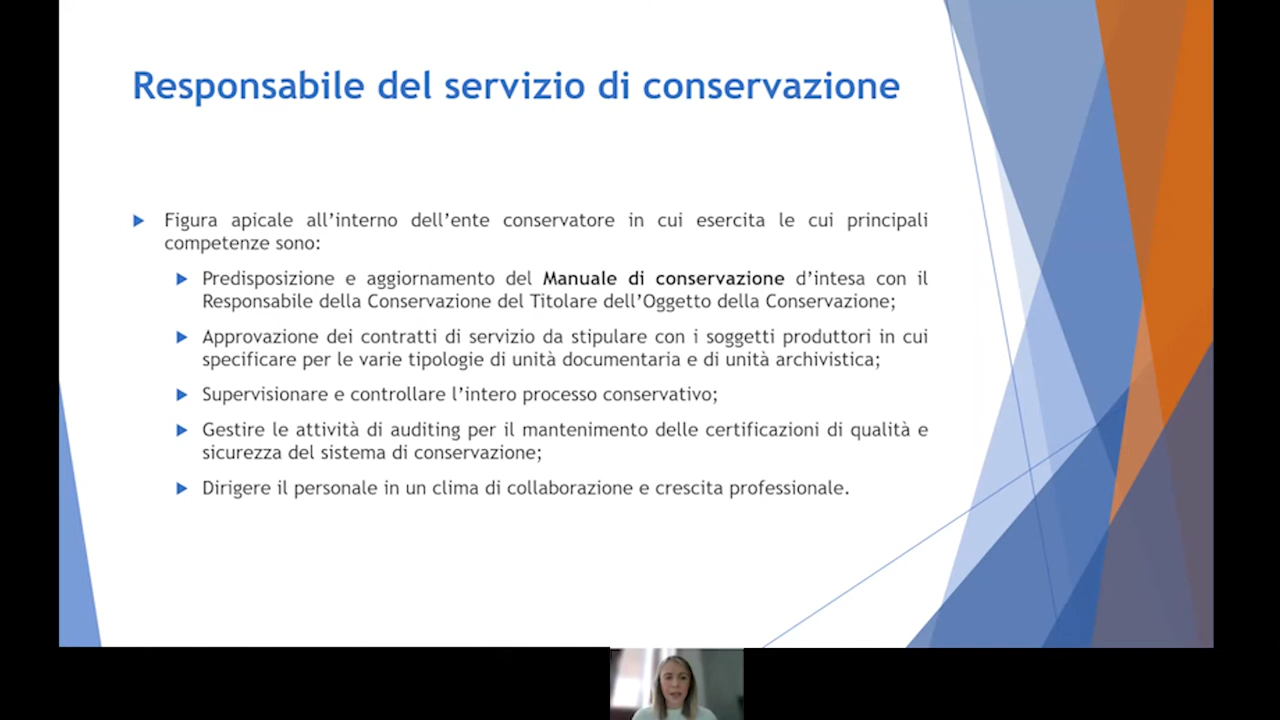 Responsabile del servizio di conservazione
Figura apicale all’interno dell’ente conservatore in cui esercita le cui principali
competenze sono:
Predisposizione e aggiornamento del Manuale di conservazione d’intesa con il
Responsabile della Conservazione del Titolare dell’Oggetto della Conservazione;
Approvazione dei contratti di servizio da stipulare con i soggetti produttori in cui
specificare per le varie tipologie di unità documentaria e di unità archivistica;
Supervisionare e controllare l’intero processo conservativo;
Gestire le attività di auditing per il mantenimento delle certificazioni di qualità e
sicurezza del sistema di conservazione;
Dirigere il personale in un clima di collaborazione e crescita professionale.